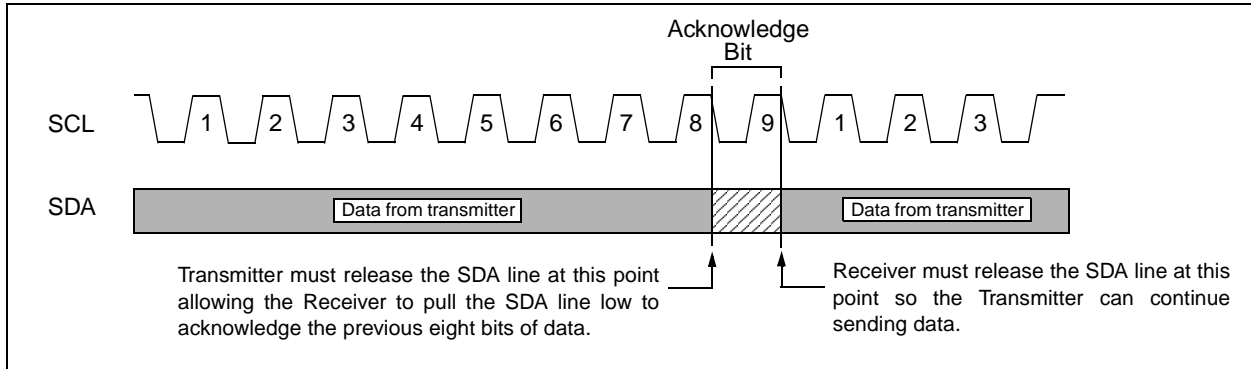 Acknowledge
Bit
SCL
1 2 3 4 5 6 7 8 9 1 2 3
SDA
Data from transmitter
Data from transmitter
Transmitter must release the SDA line at this point
allowing the Receiver to pull the SDA line low to
acknowledge the previous eight bits of data.
Receiver must release the SDA line at this
point so the Transmitter can continue
sending data.